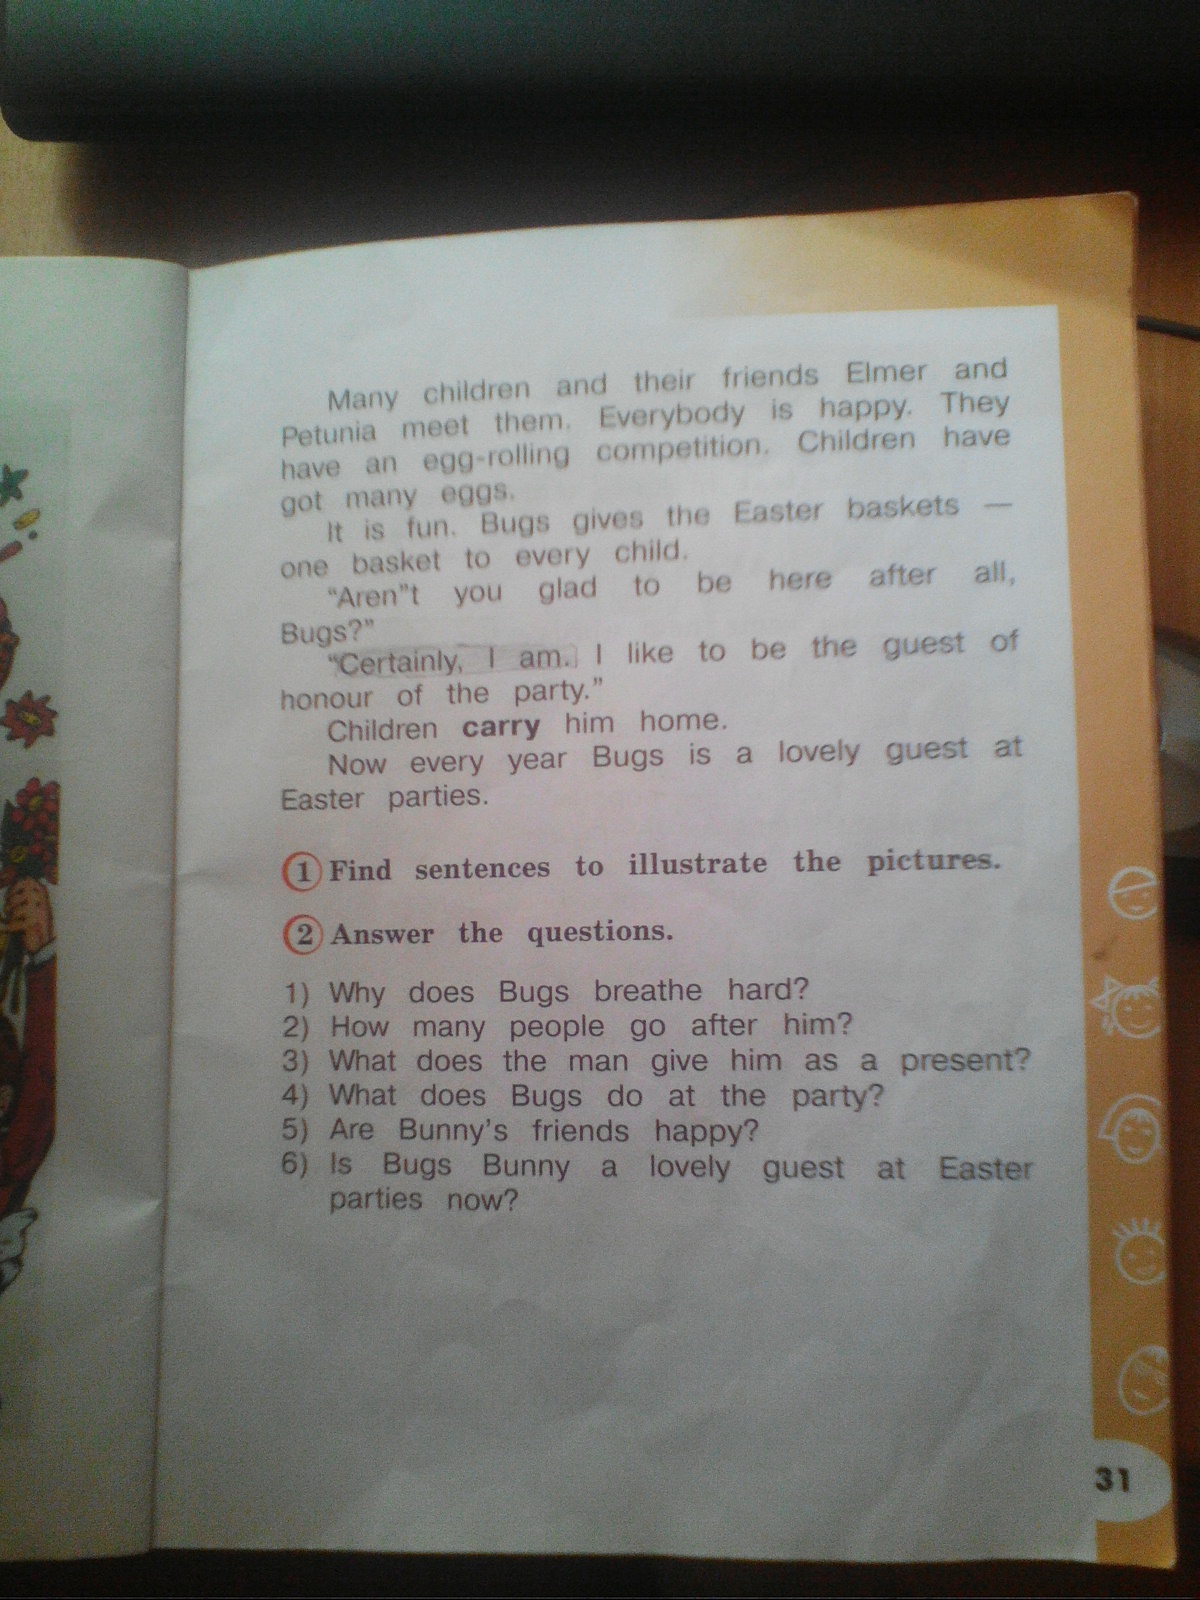 Many children and their friends Elmer and
Petunia meet them. Everybody is happy. They
have an egg-rolling competition. Children have
got many eggs.
It is fun. Bugs gives the Easter baskets —
one basket to every child.
“Aren”t you glad to be here after all,
Bugs?”
“Certainly, I am. I like to be the guest of
honour of the party.”
Children carry him home.
Now every year Bugs is a lovely guest at
Easter parties.
1 Find sentences to illustrate the pictures.
2 Answer the questions.
1) Why does Bugs breathe hard?
2) How many people go after him?
3) What does the man give him as a present?
4) What does Bugs do at the party?
5) Are Bunny’s friends happy?
6) Is Bugs Bunny a lovely guest at Easter
parties now?
31